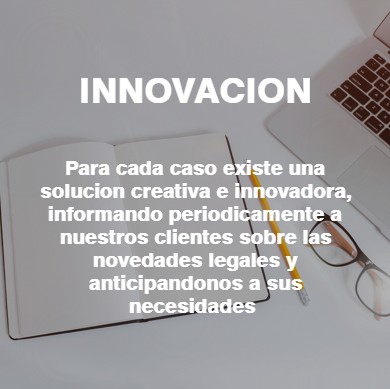 INNOVACION
Para cada caso existe una
solucion creativa e innovadora,
informando periodicamente a
nuestros clientes sobre las
novedades legales y
anticipandonos a sus
necesidades